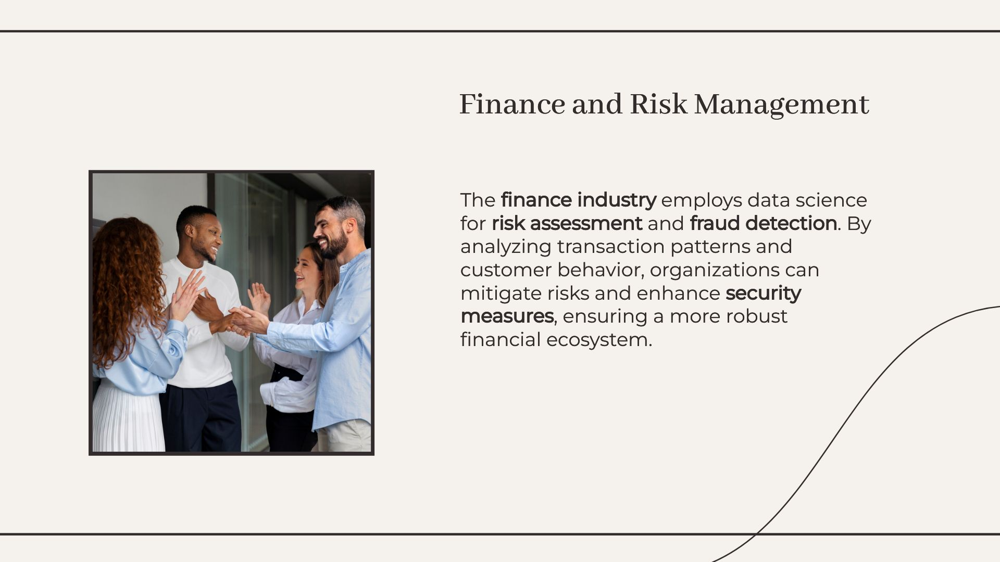 Finance and Risk Management
The finance industry employs data science
for risk assessment and fraud detection. By
analyzing transaction patterns and
customer behavior, organizations can
mitigate risks and enhance security
measures, ensuring a more robust
financial ecosystem.